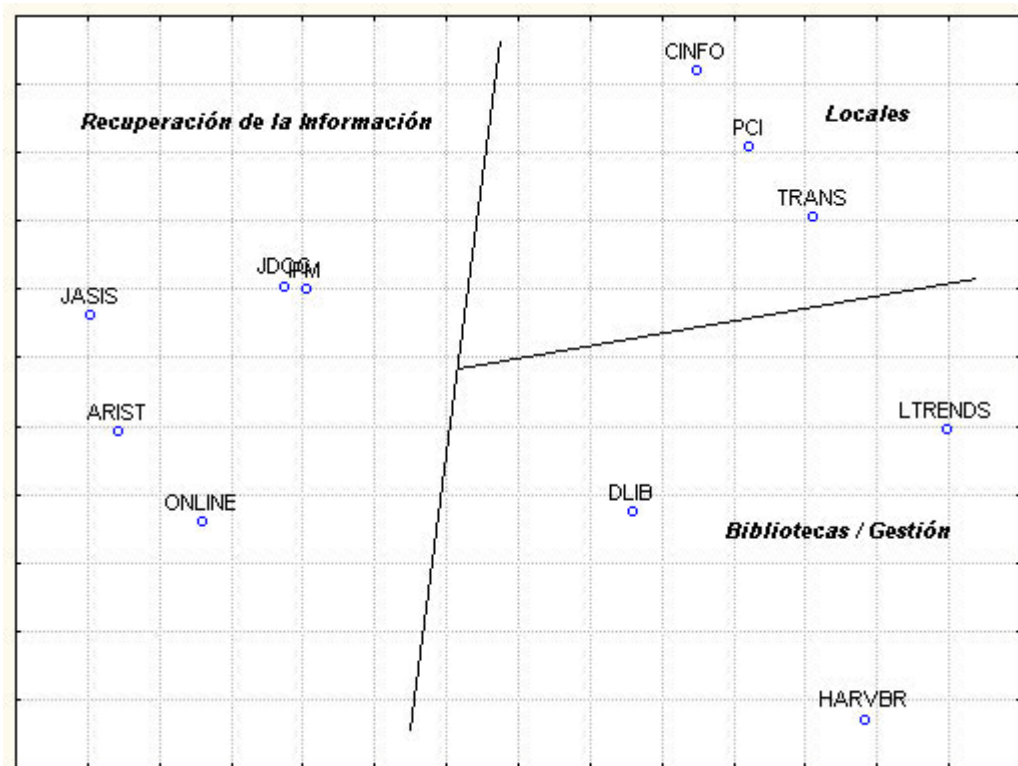 CINFO
Recuperación de la Información
Locales
PCI
TRANS
JDOC
IPM
JASIS
ARIST
LTRENDS
ONLINE
DLIB
Bibliotecas / Gestión
HARVBR